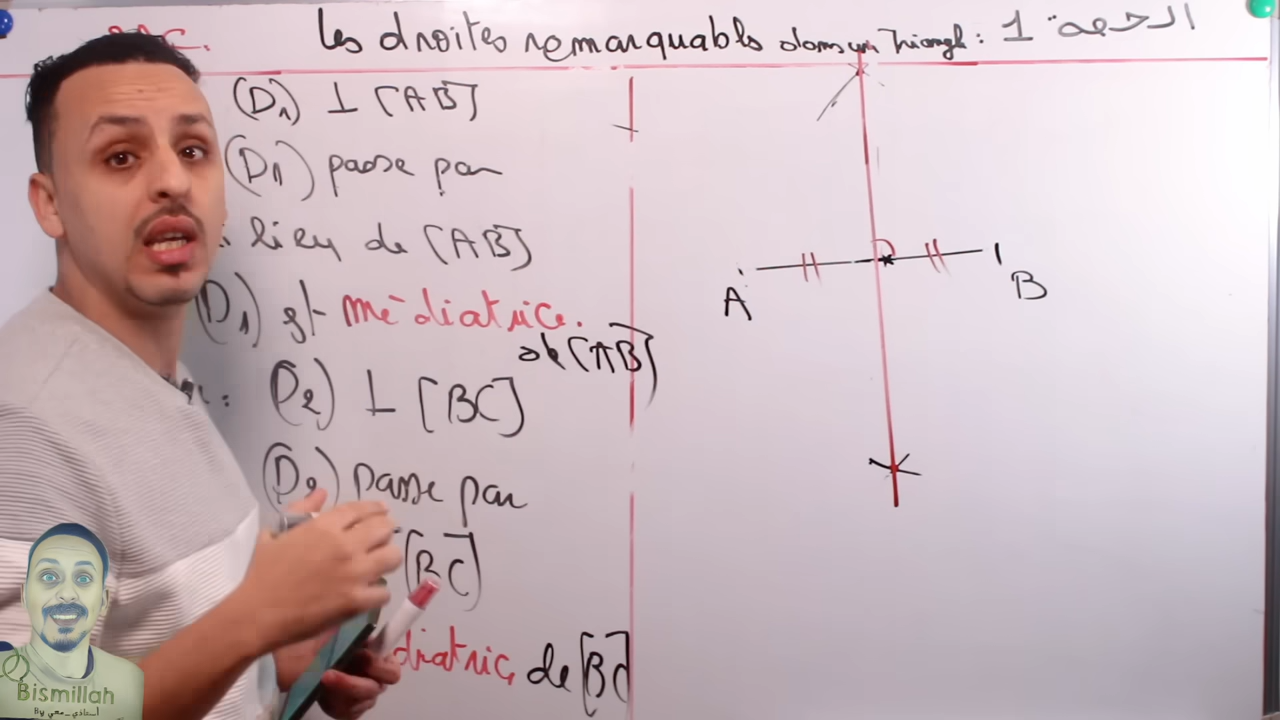 les droites remarquables dans un Triangle : 1 الحصة
(D1) ⊥ [AB]
(D1) passe par
lieu de [AB]
(D1) est médiatrice.
de [AB]
(D2) ⊥ [BC]
(D2) passe par
[BC]
diatrice de [BC]
A
B
Bismillah
By